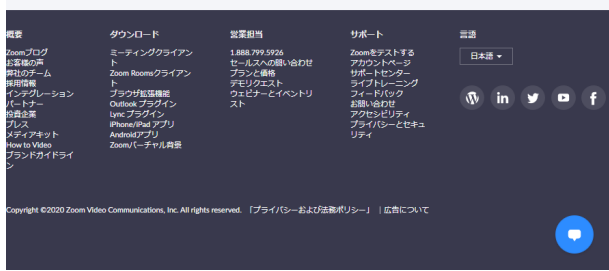 概要
Zoomブログ
お客様の声
弊社のチーム
採用情報
インテグレーション
パートナー
投資企業
プレス
メディアキット
How to Video
ブランドガイドライ
ン
ダウンロード
ミーティングクライアン
ト
Zoom Roomsクライアン
ト
ブラウザ拡張機能
Outlook プラグイン
Lync プラグイン
iPhone/iPad アプリ
Androidアプリ
Zoomバーチャル背景
営業担当
1.888.799.5926
セールスへの問い合わせ
プランと価格
デモリクエスト
ウェビナーとイベントリ
スト
サポート
Zoomをテストする
アカウントページ
サポートセンター
ライブトレーニング
フィードバック
お問い合わせ
アクセシビリティ
プライバシーとセキュ
リティ
言語
日本語
in
f
Copyright ©2020 Zoom Video Communications, Inc. All rights reserved. 「プライバシーおよび法務ポリシー」 | 広告について